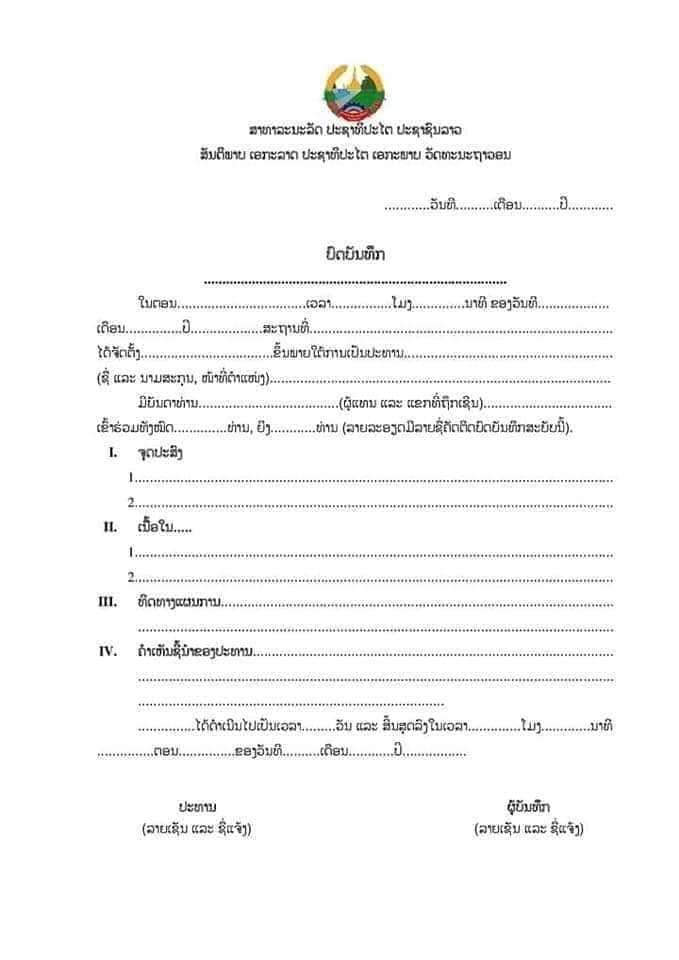 ສາທາລະນະລັດ ປະຊາທິປະໄຕ ປະຊາຊົນລາວ
ສັນຕິພາບ ເອກະລາດ ປະຊາທິປະໄຕ ເອກະພາບ ວັດທະນະຖາວອນ
............ວັນທີ..........ເດືອນ..........ປີ............
ບົດບັນທຶກ
................................................................................
ໃນຕອນ..................................ເວລາ................ໂມງ..............ນາທີ ຂອງວັນທີ...................
ເດືອນ...............ປີ...................ສະຖານທີ່................................................................................
ໄດ້ຈັດຕັ້ງ...................................ຂຶ້ນພາຍໃຕ້ການເປັນປະທານ.......................................................
(ຊື່ ແລະ ນາມສະກຸນ, ໜ້າທີ່ຕຳແໜ່ງ)..........................................................................................
ມີບັນດາທ່ານ.....................................(ຜູ້ແທນ ແລະ ແຂກທີ່ຖືກເຊີນ)..................................
ເຂົ້າຮ່ວມທັງໝົດ..............ທ່ານ, ຍິງ............ທ່ານ (ລາຍລະອຽດມີລາຍຊື່ຄັດຕິດບົດບັນທຶກສະບັບນີ້).
I. ຈຸດປະສົງ
1...............................................................................................................................
2...............................................................................................................................
II. ເນື້ອໃນ.....
1...............................................................................................................................
2...............................................................................................................................
III. ທິດທາງແຜນການ........................................................................................................
...............................................................................................................................
IV. ຄຳເຫັນຊີ້ນຳຂອງປະທານ...............................................................................................
...............................................................................................................................
.................................................................................
...............ໄດ້ດຳເນີນໄປເປັນເວລາ.........ວັນ ແລະ ສິ້ນສຸດລົງໃນເວລາ..............ໂມງ.............ນາທີ
...............ຕອນ...............ຂອງວັນທີ..........ເດືອນ............ປີ.................
ປະທານ ຜູ້ບັນທຶກ
(ລາຍເຊັນ ແລະ ຊື່ແຈ້ງ) (ລາຍເຊັນ ແລະ ຊື່ແຈ້ງ)